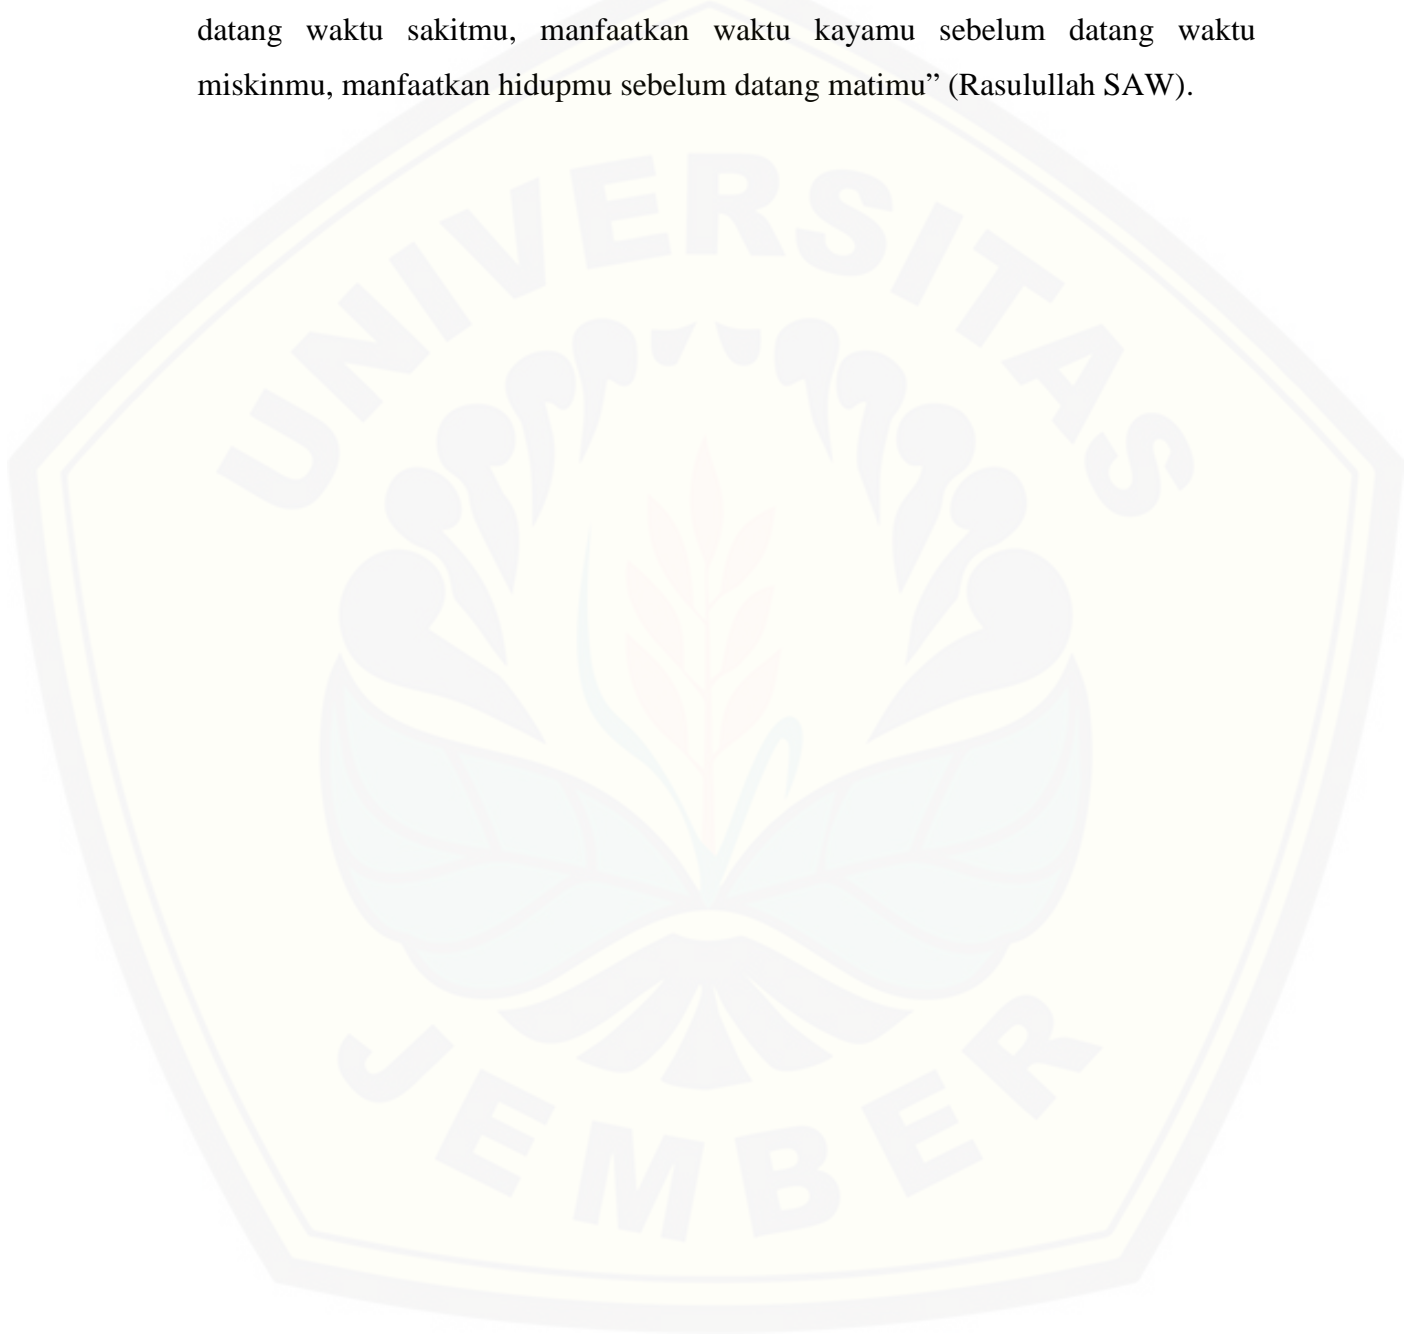 datang waktu sakitmu, manfaatkan waktu kayamu sebelum datang waktu
miskinmu, manfaatkan hidupmu sebelum datang matimu” (Rasulullah SAW).
UNIVERSITAS
JEMBER